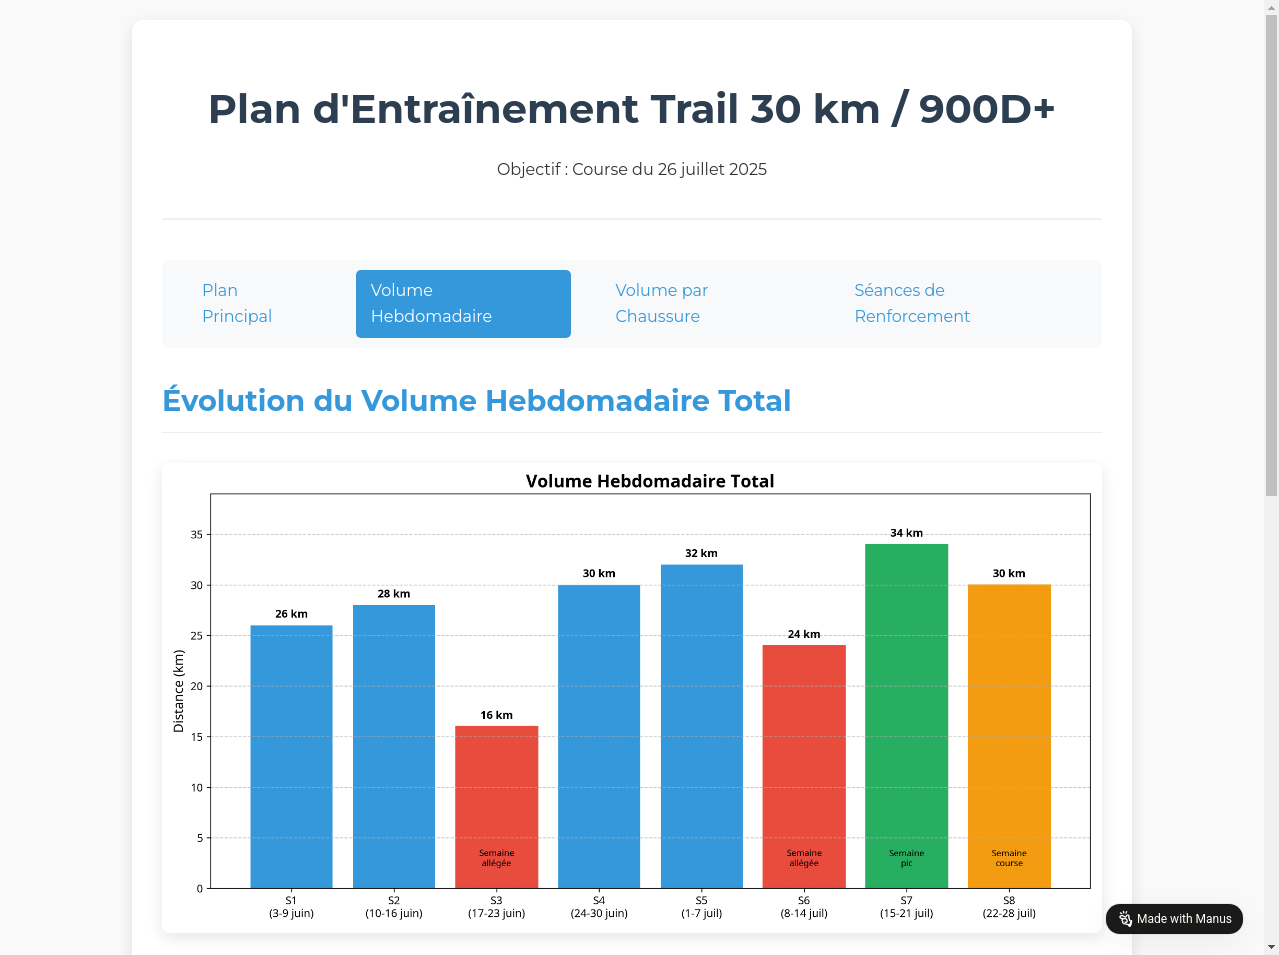 Plan d'Entraînement Trail 30 km / 900D+
Objectif : Course du 26 juillet 2025
Plan
Principal
Volume
Hebdomadaire
Volume par
Chaussure
Séances de
Renforcement
Évolution du Volume Hebdomadaire Total
Volume Hebdomadaire Total
Distance (km)
35
30
25
20
15
10
5
0
26 km
28 km
16 km
30 km
32 km
24 km
34 km
30 km
Semaine
allégée
Semaine
allégée
Semaine
pic
Semaine
course
S1
(3-9 juin)
S2
(10-16 juin)
S3
(17-23 juin)
S4
(24-30 juin)
S5
(1-7 juil)
S6
(8-14 juil)
S7
(15-21 juil)
S8
(22-28 juil)
Made with Manus